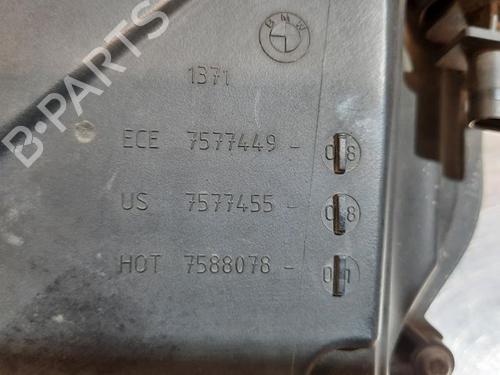 BMW
1371
ECE 7577449 - 08
US 7577455 - 08
HOT 7588078 -
B-PARTS